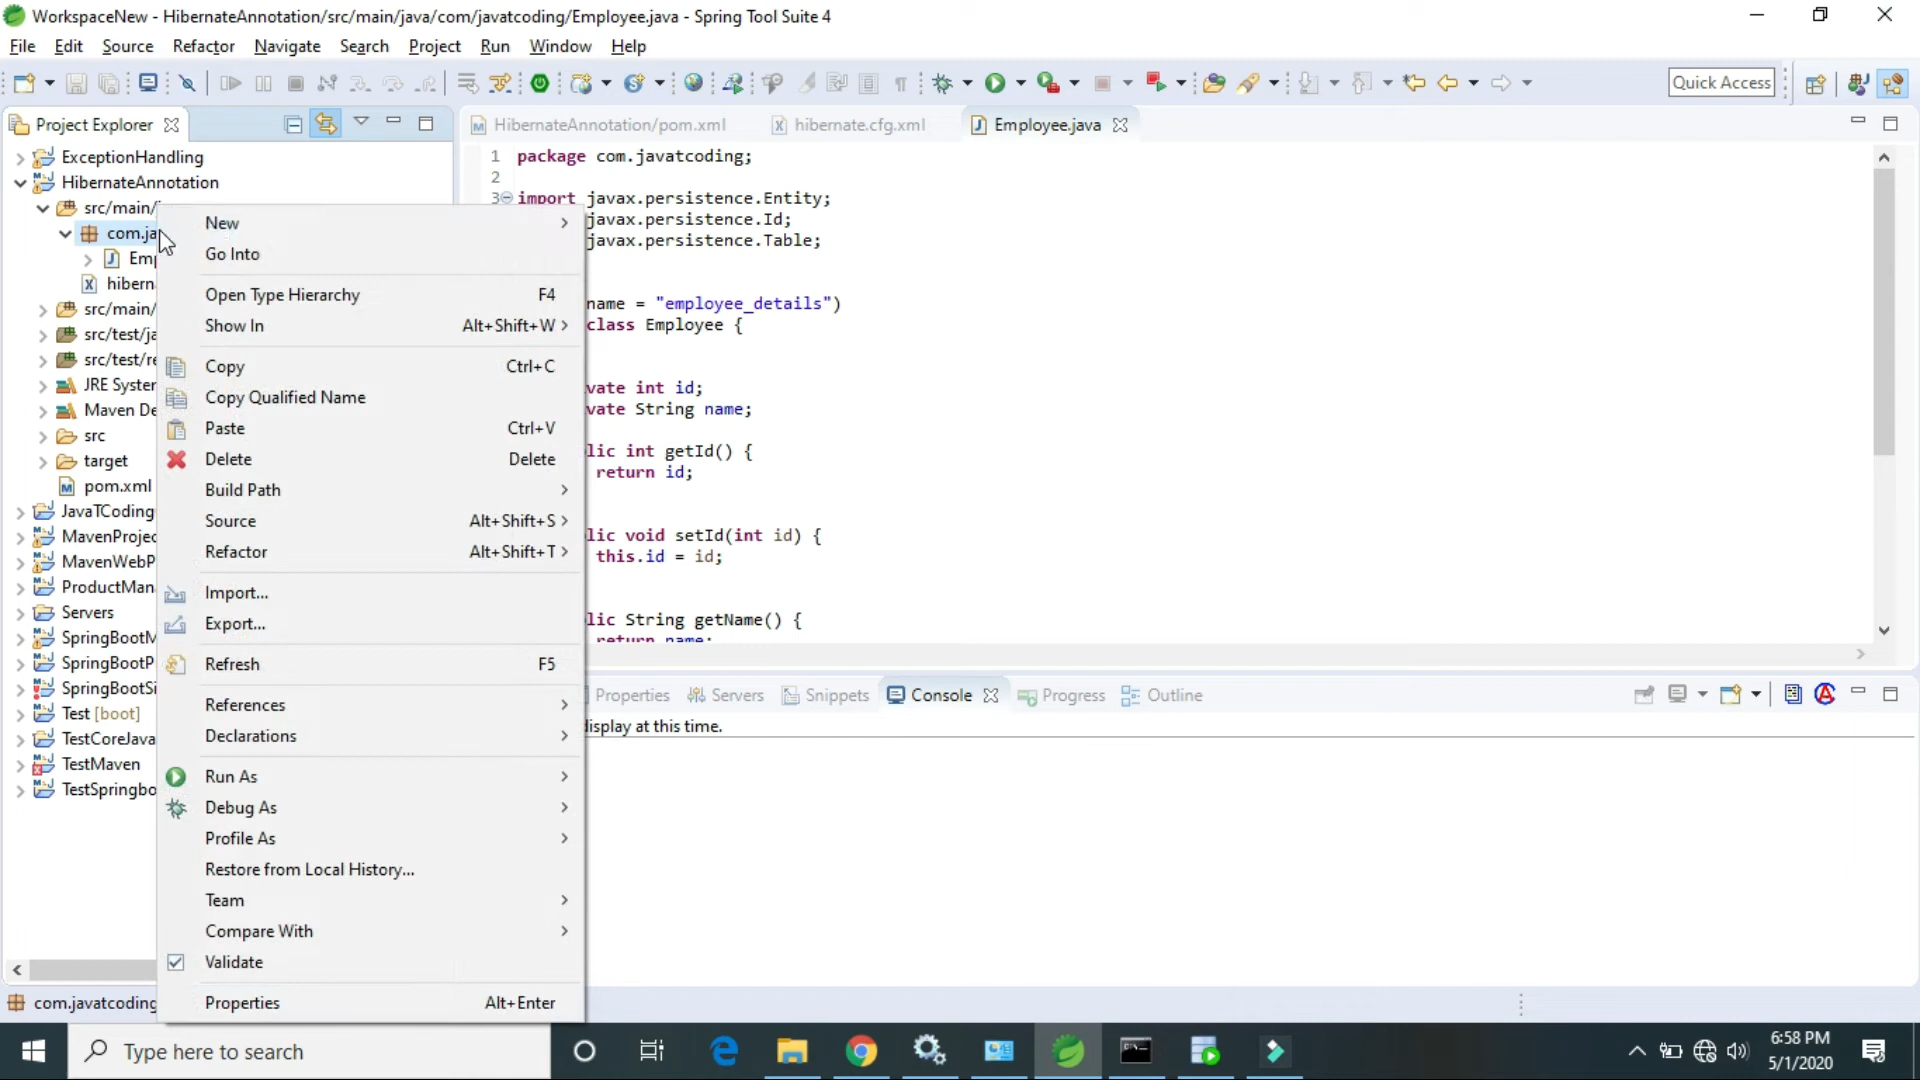 WorkspaceNew - HibernateAnnotation/src/main/java/com/javatcoding/Employee.java - Spring Tool Suite 4
File Edit Source Refactor Navigate Search Project Run Window Help
Quick Access
Project Explorer
HibernateAnnotation/pom.xml hibernate.cfg.xml Employee.java
ExceptionHandling
HibernateAnnotation
src/main/
com.ja
Emp
hibern
src/main/
src/test/ja
src/test/re
JRE System
Maven De
src
target
pom.xml
JavaTCoding
MavenProjec
MavenWebP
ProductMan
Servers
SpringBootM
SpringBootP
SpringBootSi
Test [boot]
TestCoreJava
TestMaven
TestSpringbo
New
Go Into
Open Type Hierarchy F4
Show In Alt+Shift+W
Copy Ctrl+C
Copy Qualified Name
Paste Ctrl+V
Delete Delete
Build Path
Source Alt+Shift+S
Refactor Alt+Shift+T
Import...
Export...
Refresh F5
References
Declarations
Run As
Debug As
Profile As
Restore from Local History...
Team
Compare With
Validate
Properties Alt+Enter
1 package com.javatcoding;
2
3 import javax.persistence.Entity;
javax.persistence.Id;
javax.persistence.Table;
name = "employee_details")
class Employee {
vate int id;
vate String name;
lic int getId() {
return id;
lic void setId(int id) {
this.id = id;
lic String getName() {
return name;
Properties Servers Snippets Console Progress Outline
display at this time.
com.javatcoding
Type here to search
6:58 PM
5/1/2020